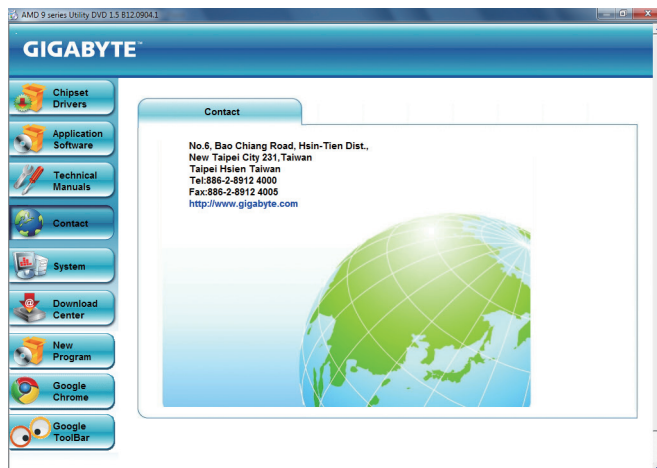 AMD 9 series Utility DVD 1.5 B12.0904.1
GIGABYTE™
Chipset
Drivers
Application
Software
Technical
Manuals
Contact
System
Download
Center
New
Program
Google
Chrome
Google
ToolBar
Contact
No.6, Bao Chiang Road, Hsin-Tien Dist.,
New Taipei City 231,Taiwan
Taipei Hsien Taiwan
Tel:886-2-8912 4000
Fax:886-2-8912 4005
http://www.gigabyte.com